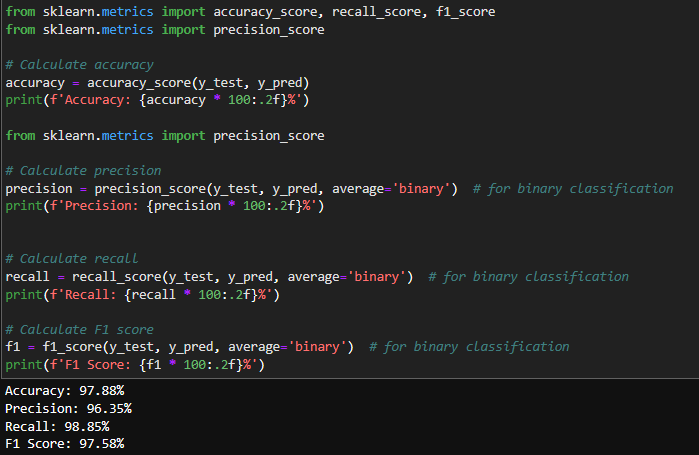 from sklearn.metrics import accuracy_score, recall_score, f1_score
from sklearn.metrics import precision_score
# Calculate accuracy
accuracy = accuracy_score(y_test, y_pred)
print(f'Accuracy: {accuracy * 100:.2f}%')
from sklearn.metrics import precision_score
# Calculate precision
precision = precision_score(y_test, y_pred, average='binary')  # for binary classification
print(f'Precision: {precision * 100:.2f}%')
# Calculate recall
recall = recall_score(y_test, y_pred, average='binary')  # for binary classification
print(f'Recall: {recall * 100:.2f}%')
# Calculate F1 score
f1 = f1_score(y_test, y_pred, average='binary')  # for binary classification
print(f'F1 Score: {f1 * 100:.2f}%')
Accuracy: 97.88%
Precision: 96.35%
Recall: 98.85%
F1 Score: 97.58%